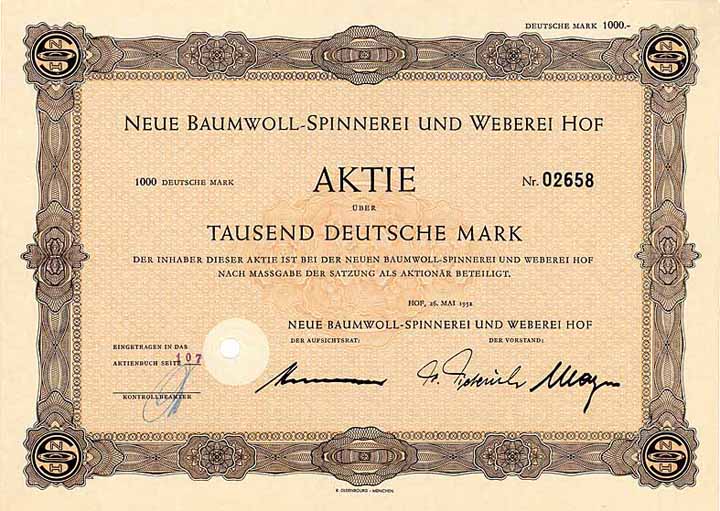 DEUTSCHE MARK 1000.-
NEUE BAUMWOLL-SPINNEREI UND WEBEREI HOF
1000 DEUTSCHE MARK
AKTIE
Nr. 02658
ÜBER
TAUSEND DEUTSCHE MARK
DER INHABER DIESER AKTIE IST BEI DER NEUEN BAUMWOLL-SPINNEREI UND WEBEREI HOF
NACH MASSGABE DER SATZUNG ALS AKTIONÄR BETEILIGT.
HOF, 26. MAI 1952
NEUE BAUMWOLL-SPINNEREI UND WEBEREI HOF
DER AUFSICHTSRAT:
DER VORSTAND:
EINGETRAGEN IN DAS
AKTIENBUCH SEITE 107
KONTROLLBEAMTER
R. OLDENBOURG - MÜNCHEN